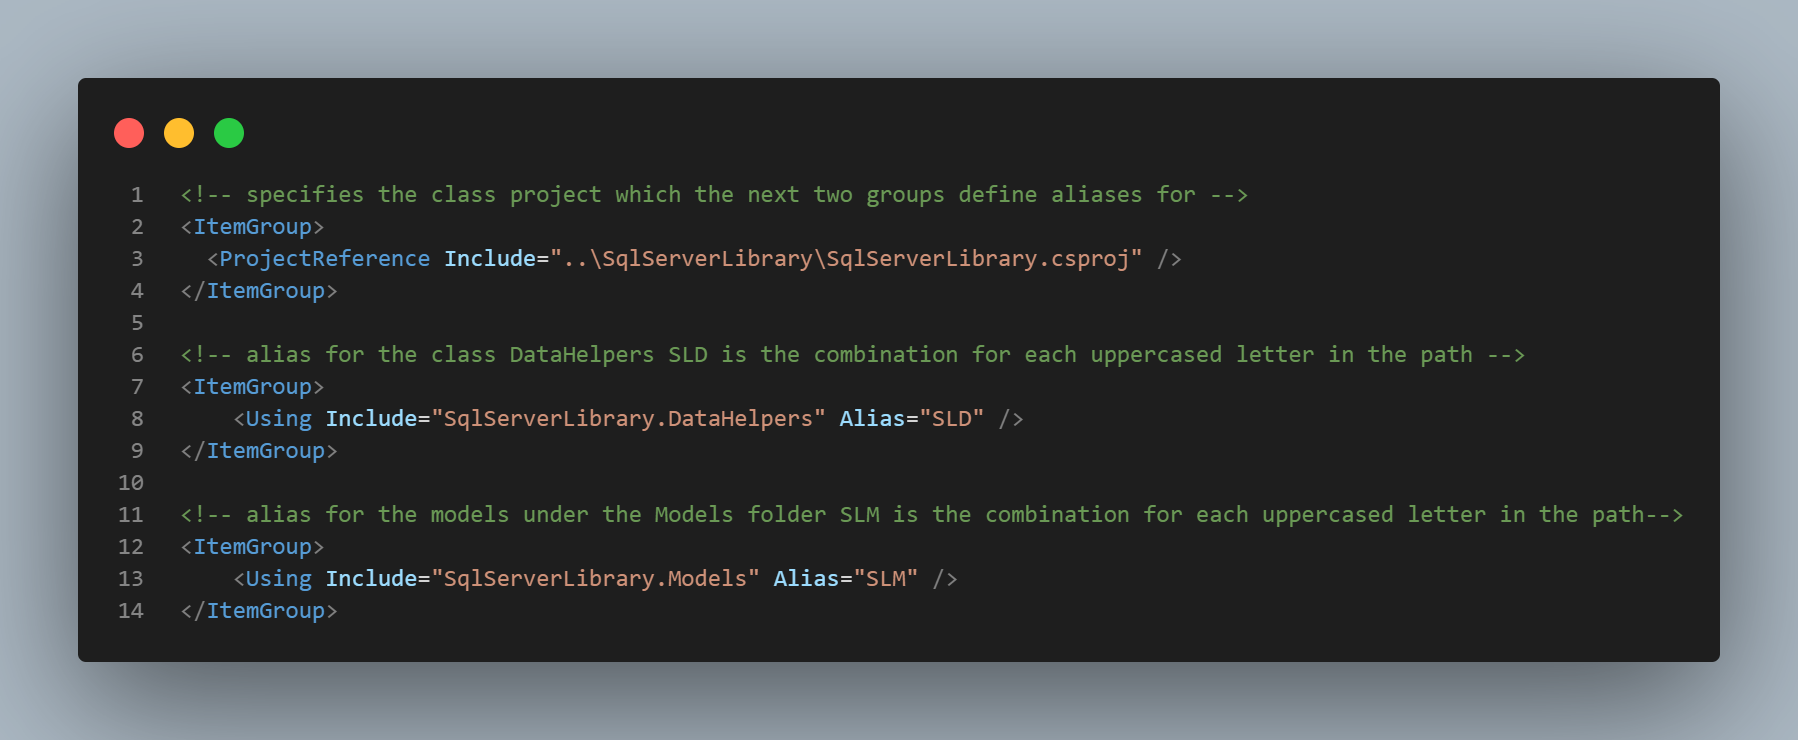 1 <!-- specifies the class project which the next two groups define aliases for -->
2 <ItemGroup>
3   <ProjectReference Include="..\SqlServerLibrary\SqlServerLibrary.csproj" />
4 </ItemGroup>
5
6 <!-- alias for the class DataHelpers SLD is the combination for each uppercased letter in the path -->
7 <ItemGroup>
8     <Using Include="SqlServerLibrary.DataHelpers" Alias="SLD" />
9 </ItemGroup>
10
11 <!-- alias for the models under the Models folder SLM is the combination for each uppercased letter in the path-->
12 <ItemGroup>
13     <Using Include="SqlServerLibrary.Models" Alias="SLM" />
14 </ItemGroup>